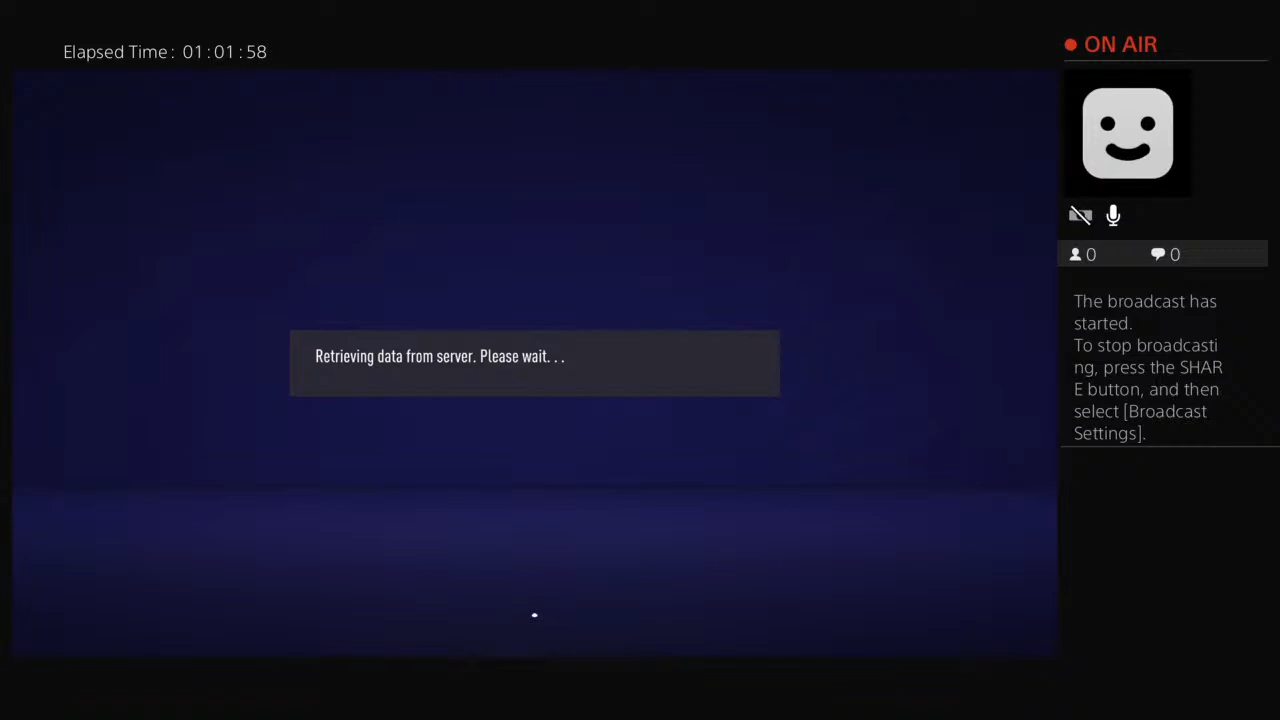 Elapsed Time: 01:01:58
ON AIR
0 0
Retrieving data from server. Please wait. . .
The broadcast has
started.
To stop broadcasti
ng, press the SHAR
E button, and then
select [Broadcast
Settings].